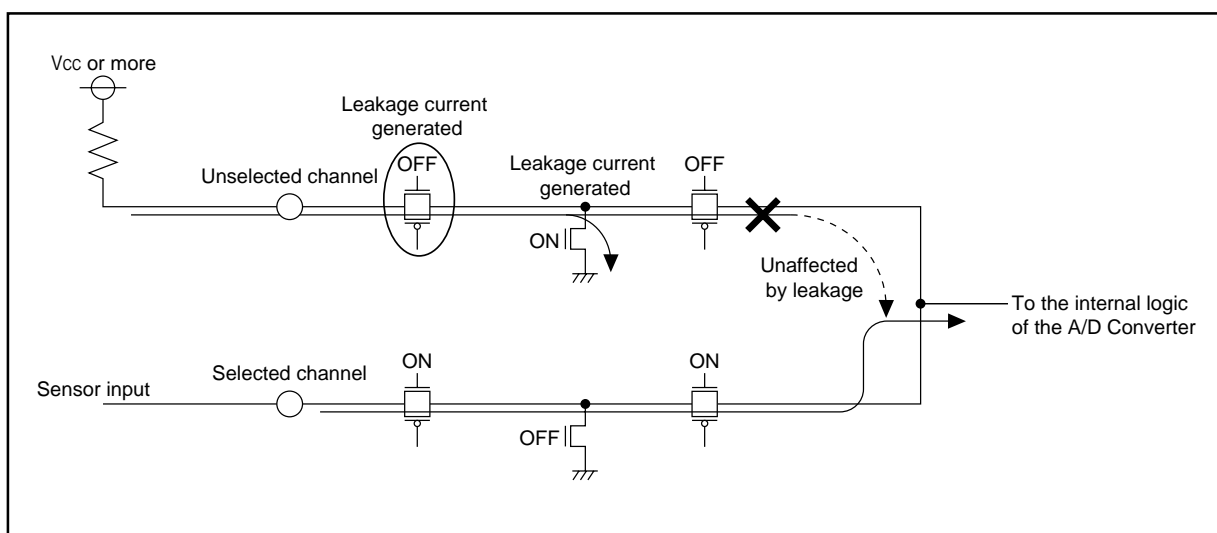 Vcc or more
Leakage current
generated
OFF
Unselected channel
Leakage current
generated
OFF
ON
Unaffected
by leakage
To the internal logic
of the A/D Converter
Sensor input
Selected channel
ON
ON
OFF